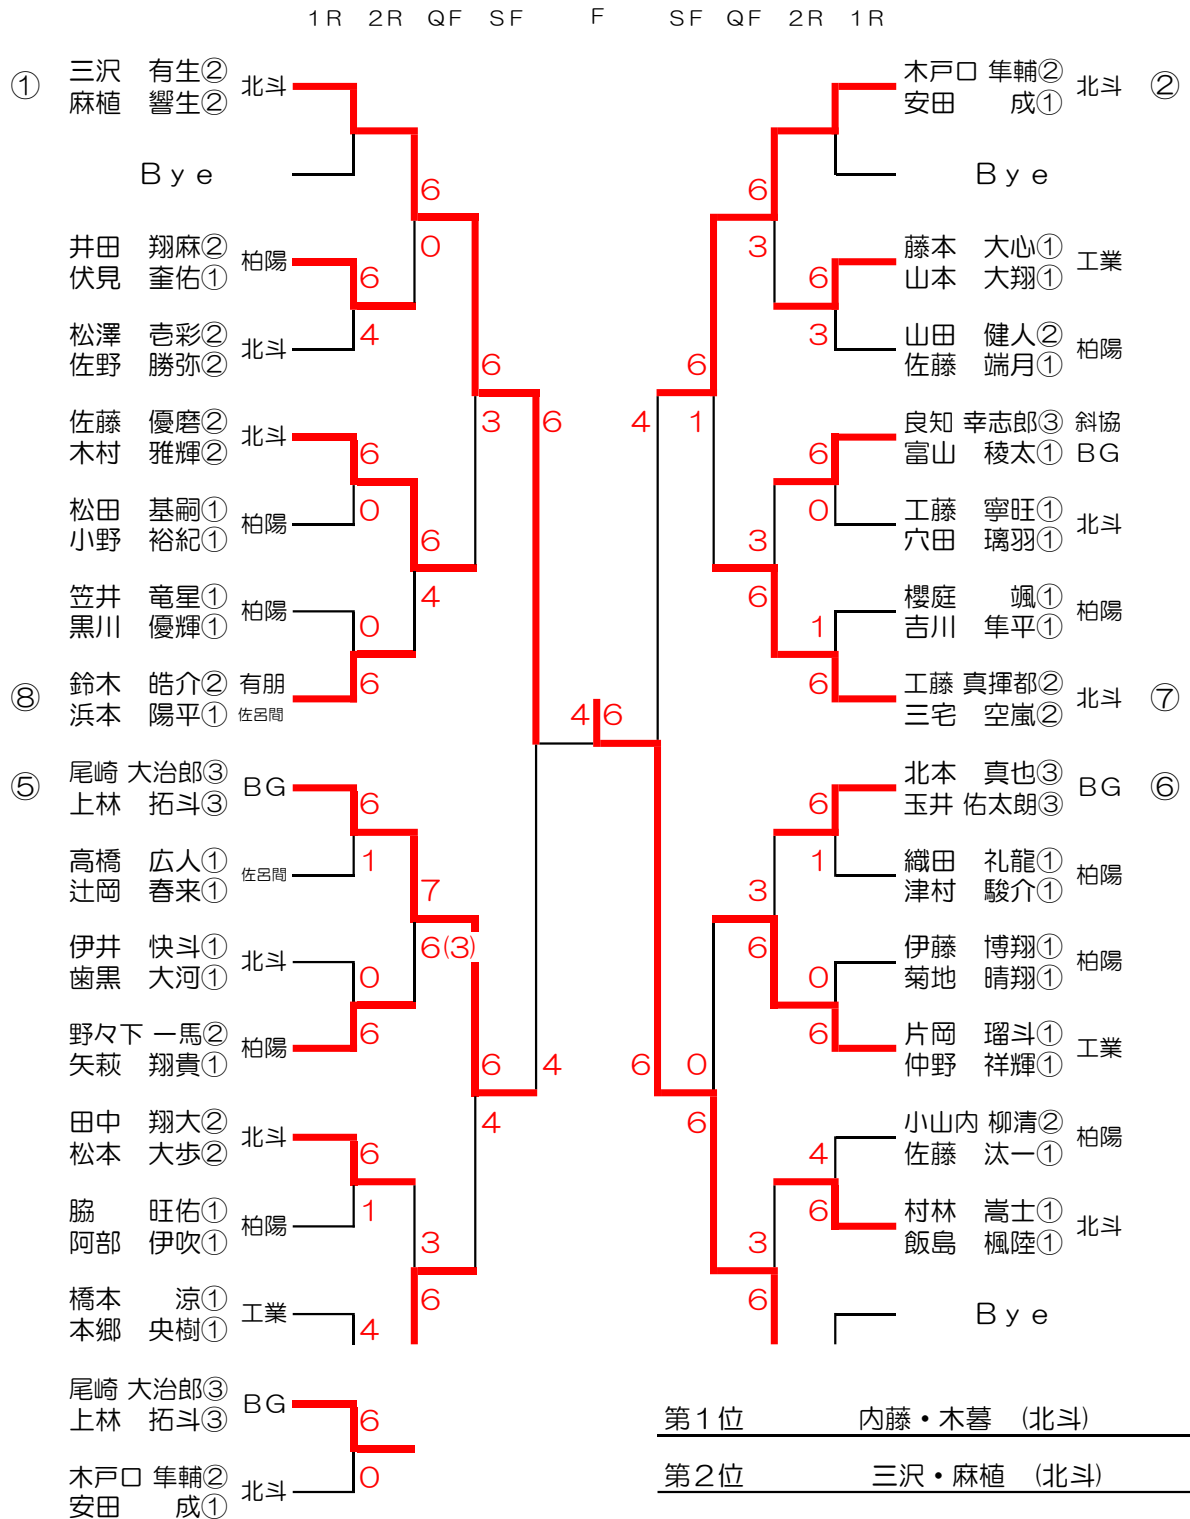 1R 2R QF SF F SF QF 2R 1R
① 三沢 有生② 北斗
麻植 響生②
Bye
6
井田 翔麻② 柏陽 0
伏見 奎佑① 6
松澤 壱彩② 北斗 4
佐野 勝弥② 6
佐藤 優磨② 北斗 3 6
木村 雅輝② 6
松田 基嗣① 柏陽 0
小野 裕紀① 6
笠井 竜星① 柏陽 4
黒川 優輝① 0
⑧ 鈴木 皓介② 有朋 6
浜本 陽平① 佐呂間
4 6
⑤ 尾崎 大治郎③ BG
上林 拓斗③ 6
高橋 広人① 佐呂間 1
辻岡 春来① 7
伊井 快斗① 北斗 6(3)
歯黒 大河① 0
野々下 一馬② 柏陽 6
矢萩 翔貴① 6 4
田中 翔大② 北斗 4
松本 大歩② 6
脇 旺佑① 柏陽 1
阿部 伊吹① 3
橋本 涼① 工業 6
本郷 央樹① 4
木戸口 隼輔② 北斗 ②
安田 成①
Bye
6
藤本 大心① 工業 3
山本 大翔① 6
山田 健人② 柏陽 3
佐藤 端月① 6
良知 幸志郎③ 斜協 4 1
富山 稜太① BG 6
工藤 寧旺① 北斗 0
穴田 璃羽① 3
櫻庭 颯① 柏陽 6
吉川 隼平① 1
工藤 真揮都② 北斗 ⑦ 6
三宅 空嵐②
北本 真也③ BG ⑥
玉井 佑太朗③ 6
織田 礼龍① 柏陽 1
津村 駿介① 3
伊藤 博翔① 柏陽 6
菊地 晴翔① 0
片岡 瑠斗① 工業 6
仲野 祥輝① 6 0
小山内 柳清② 柏陽 6
佐藤 汰一① 4
村林 嵩士① 北斗 6
飯島 楓陸① 3
Bye 6
尾崎 大治郎③ BG
上林 拓斗③ 6
木戸口 隼輔② 北斗 0
安田 成①
第1位 内藤・木暮 (北斗)
第2位 三沢・麻植 (北斗)